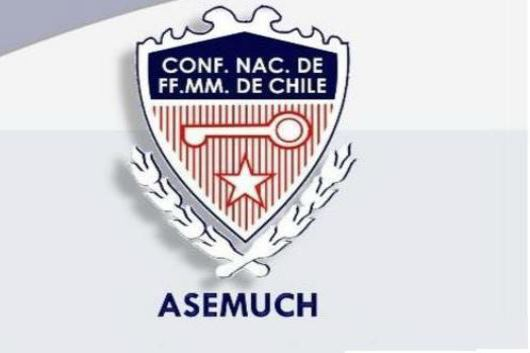 CONF. NAC. DE
FF.MM. DE CHILE
ASEMUCH